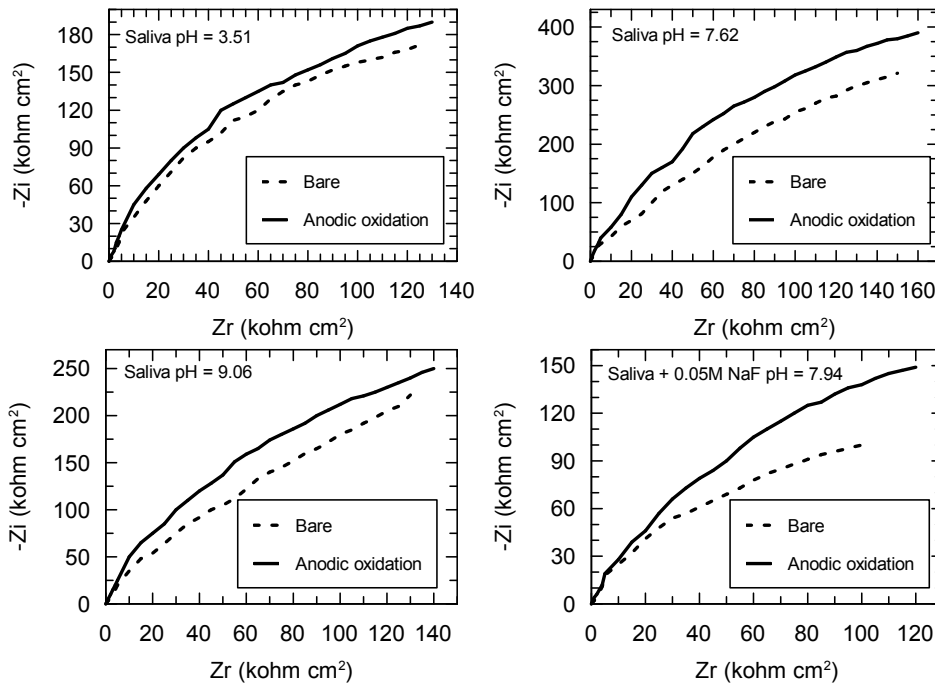 Saliva pH = 3.51
180
150
120
90
60
30
0
-Zi (kohm cm²)
Bare
Anodic oxidation
0 20 40 60 80 100 120 140
Zr (kohm cm²)
Saliva pH = 7.62
400
300
200
100
0
-Zi (kohm cm²)
Bare
Anodic oxidation
0 20 40 60 80 100 120 140 160
Zr (kohm cm²)
Saliva pH = 9.06
250
200
150
100
50
0
-Zi (kohm cm²)
Bare
Anodic oxidation
0 20 40 60 80 100 120 140
Zr (kohm cm²)
Saliva + 0.05M NaF pH = 7.94
150
120
90
60
30
0
-Zi (kohm cm²)
Bare
Anodic oxidation
0 20 40 60 80 100 120
Zr (kohm cm²)